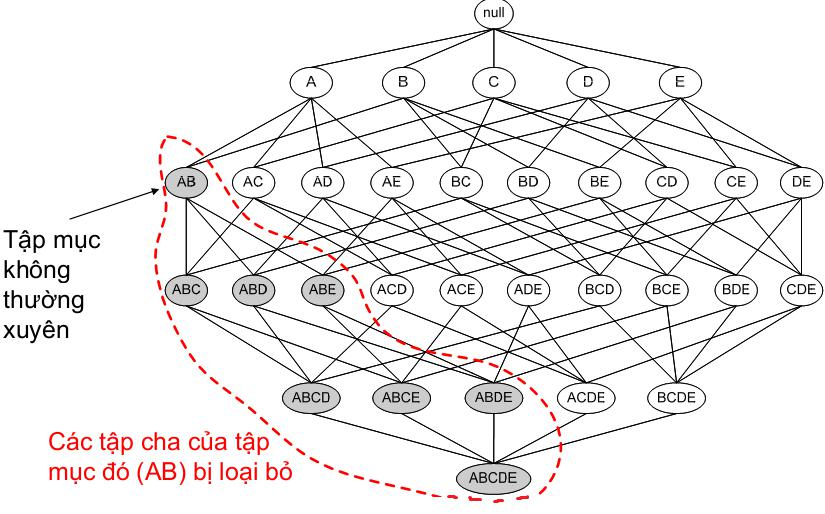 null
A B C D E
AB AC AD AE BC BD BE CD CE DE
Tập mục
không
thường
xuyên
ABC ABD ABE ACD ACE ADE BCD BCE BDE CDE
ABCD ABCE ABDE ACDE BCDE
Các tập cha của tập
mục đó (AB) bị loại bỏ
ABCDE